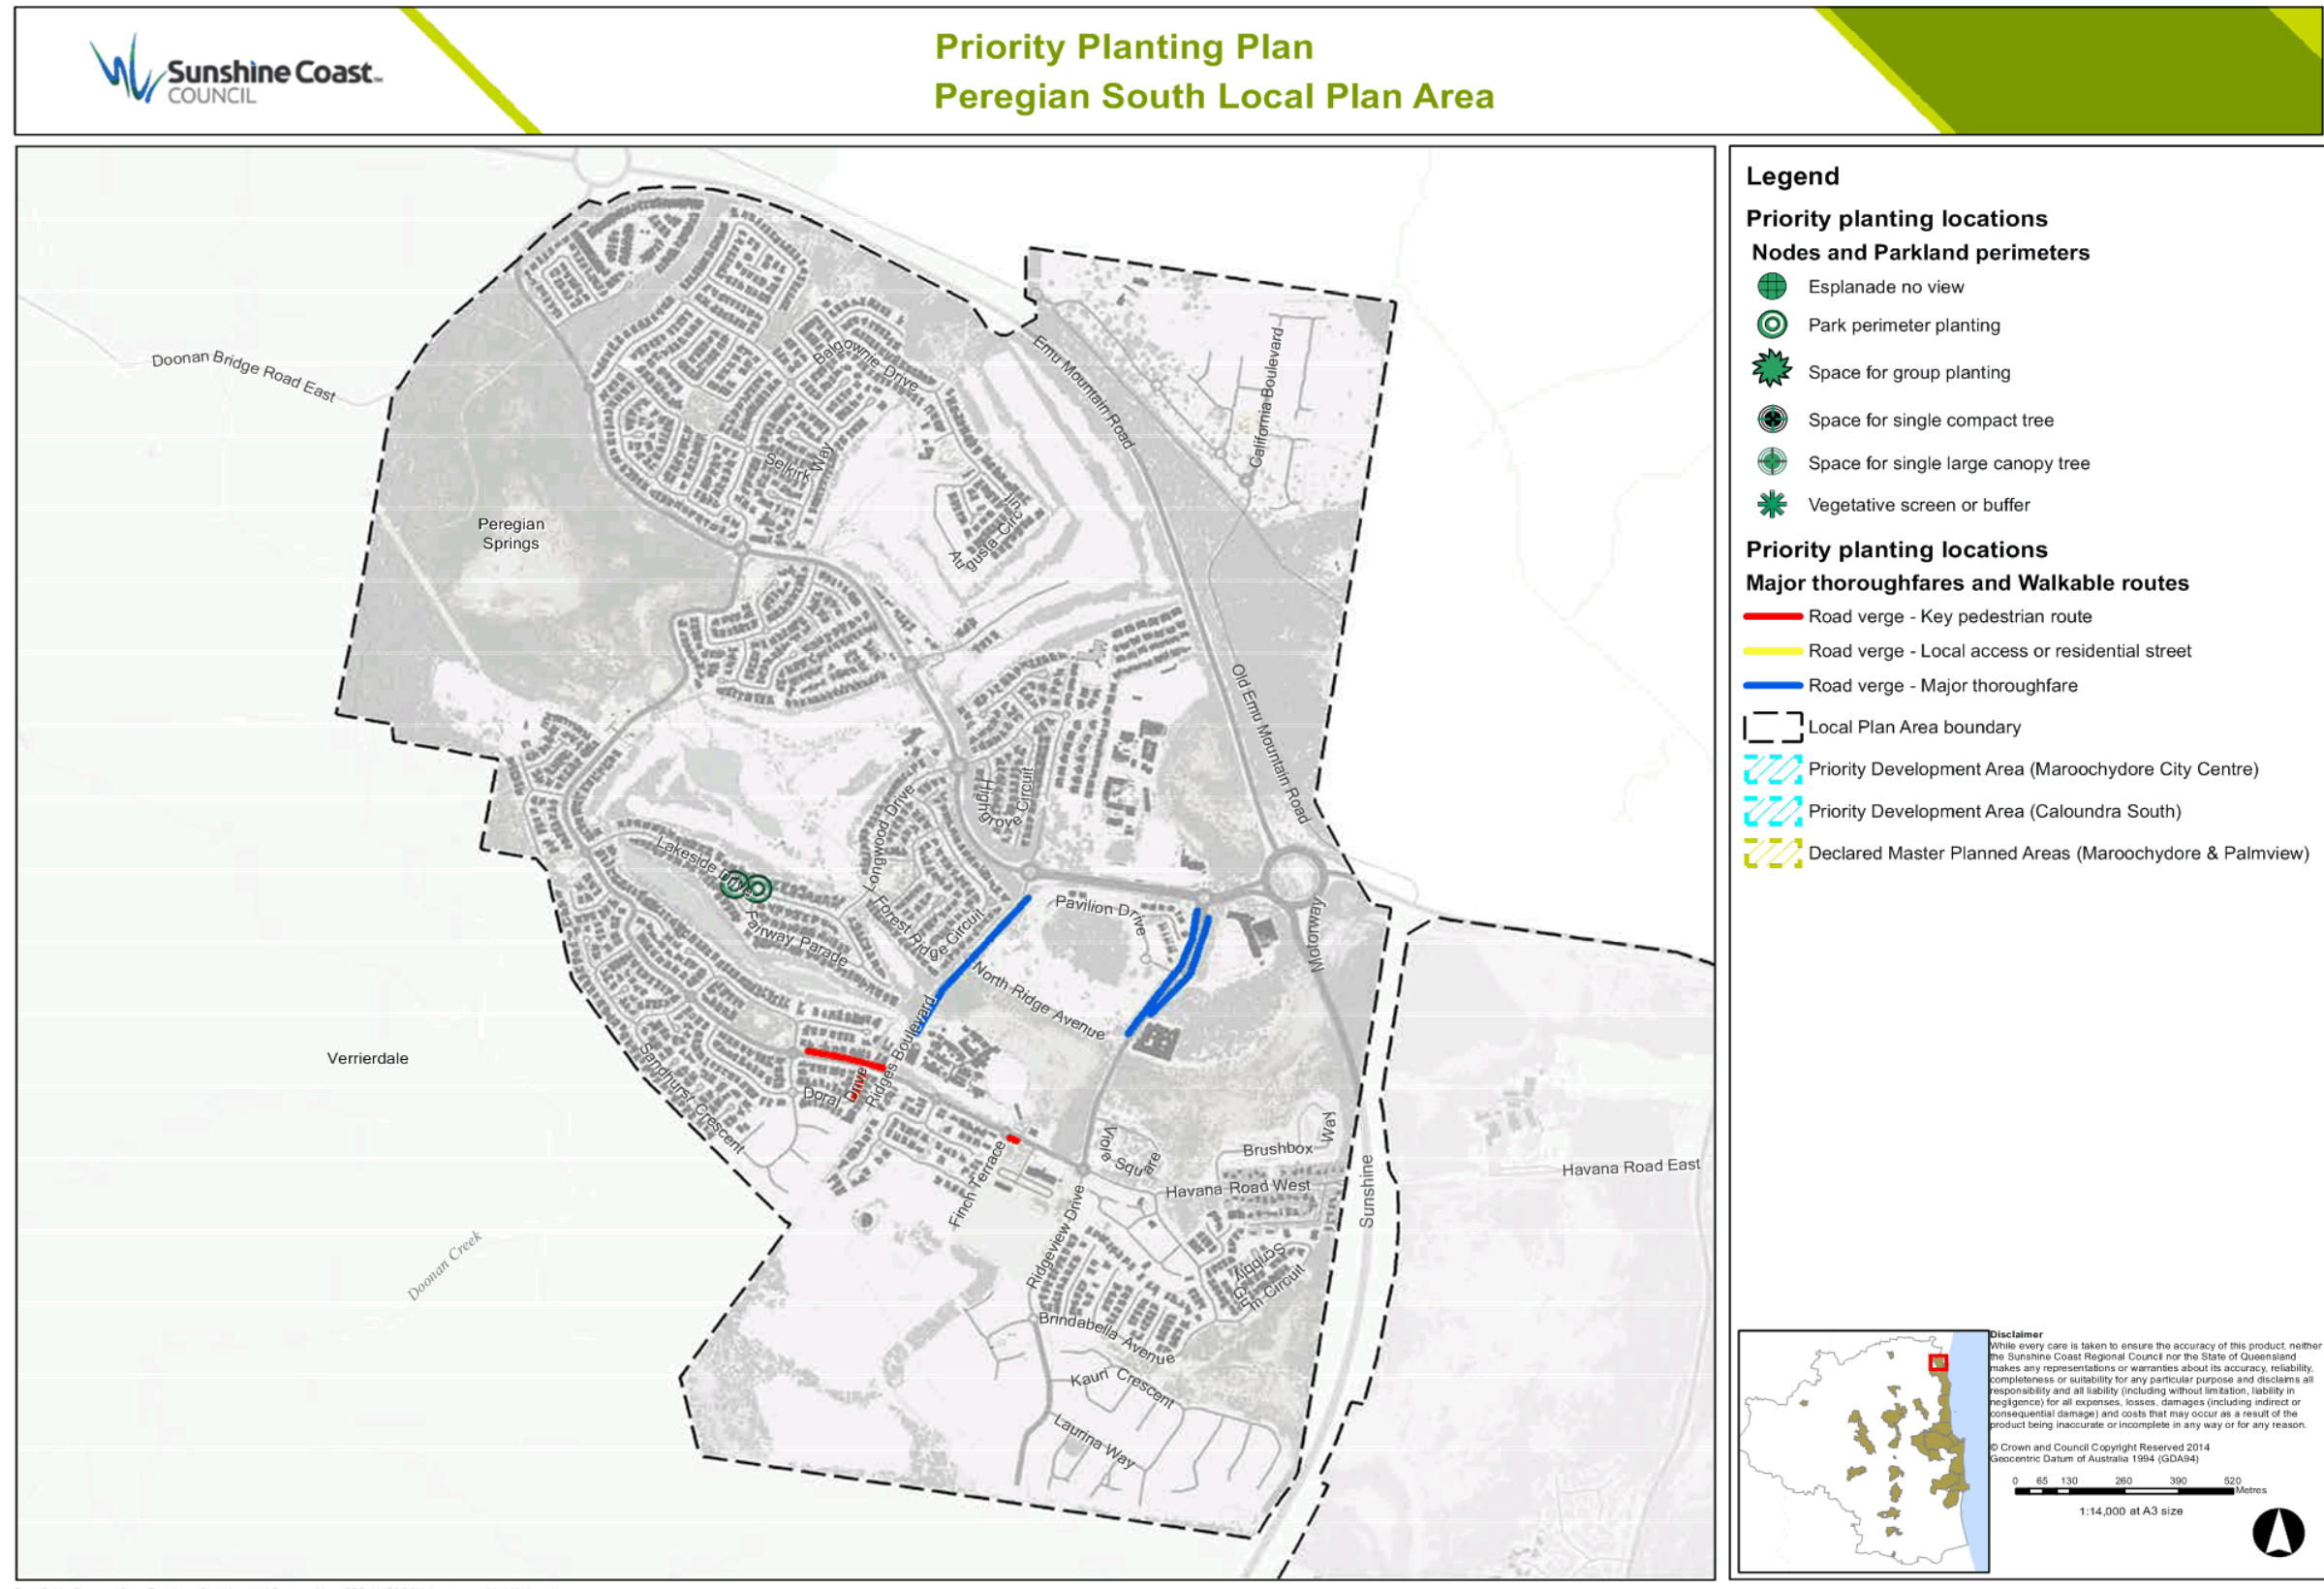 Sunshine Coast™
COUNCIL
Priority Planting Plan
Peregian South Local Plan Area
Doonan Bridge Road East
Balgownie Drive
Emu Mountain Road
California Boulevard
Selkirk Way
Peregian
Springs
Jin
Au gusta Circ
Old Emu Mountain Road
High grove Circuit
Longwood Drive
Lakeside Drive
Forest Ridge Circuit
Fairway Parade
Pavilion Drive
Motorway
North Ridge Avenue
Ridges Boulevard
Verrierdale
Sandhurst Crescent
Doral Drive
Finch Terrace
Viola Square
Brushbox Way
Havana Road West
Havana Road East
Sunshine
Doonan Creek
Ridgeview Drive
Scribbly
Gu m Circuit
Brindabella Avenue
Kauri Crescent
Laurina Way
Legend
Priority planting locations
Nodes and Parkland perimeters
Esplanade no view
Park perimeter planting
Space for group planting
Space for single compact tree
Space for single large canopy tree
Vegetative screen or buffer
Priority planting locations
Major thoroughfares and Walkable routes
Road verge - Key pedestrian route
Road verge - Local access or residential street
Road verge - Major thoroughfare
Local Plan Area boundary
Priority Development Area (Maroochydore City Centre)
Priority Development Area (Caloundra South)
Declared Master Planned Areas (Maroochydore & Palmview)
Disclaimer
While every care is taken to ensure the accuracy of this product, neither
the Sunshine Coast Regional Council nor the State of Queensland
makes any representations or warranties about its accuracy, reliability,
completeness or suitability for any particular purpose and disclaims all
responsibility and all liability (including without limitation, liability in
negligence) for all expenses, losses, damages (including indirect or
consequential damage) and costs that may occur as a result of the
product being inaccurate or incomplete in any way or for any reason.
© Crown and Council Copyright Reserved 2014
Geocentric Datum of Australia 1994 (GDA94)
0 65 130 260 390 520
Metres
1:14,000 at A3 size